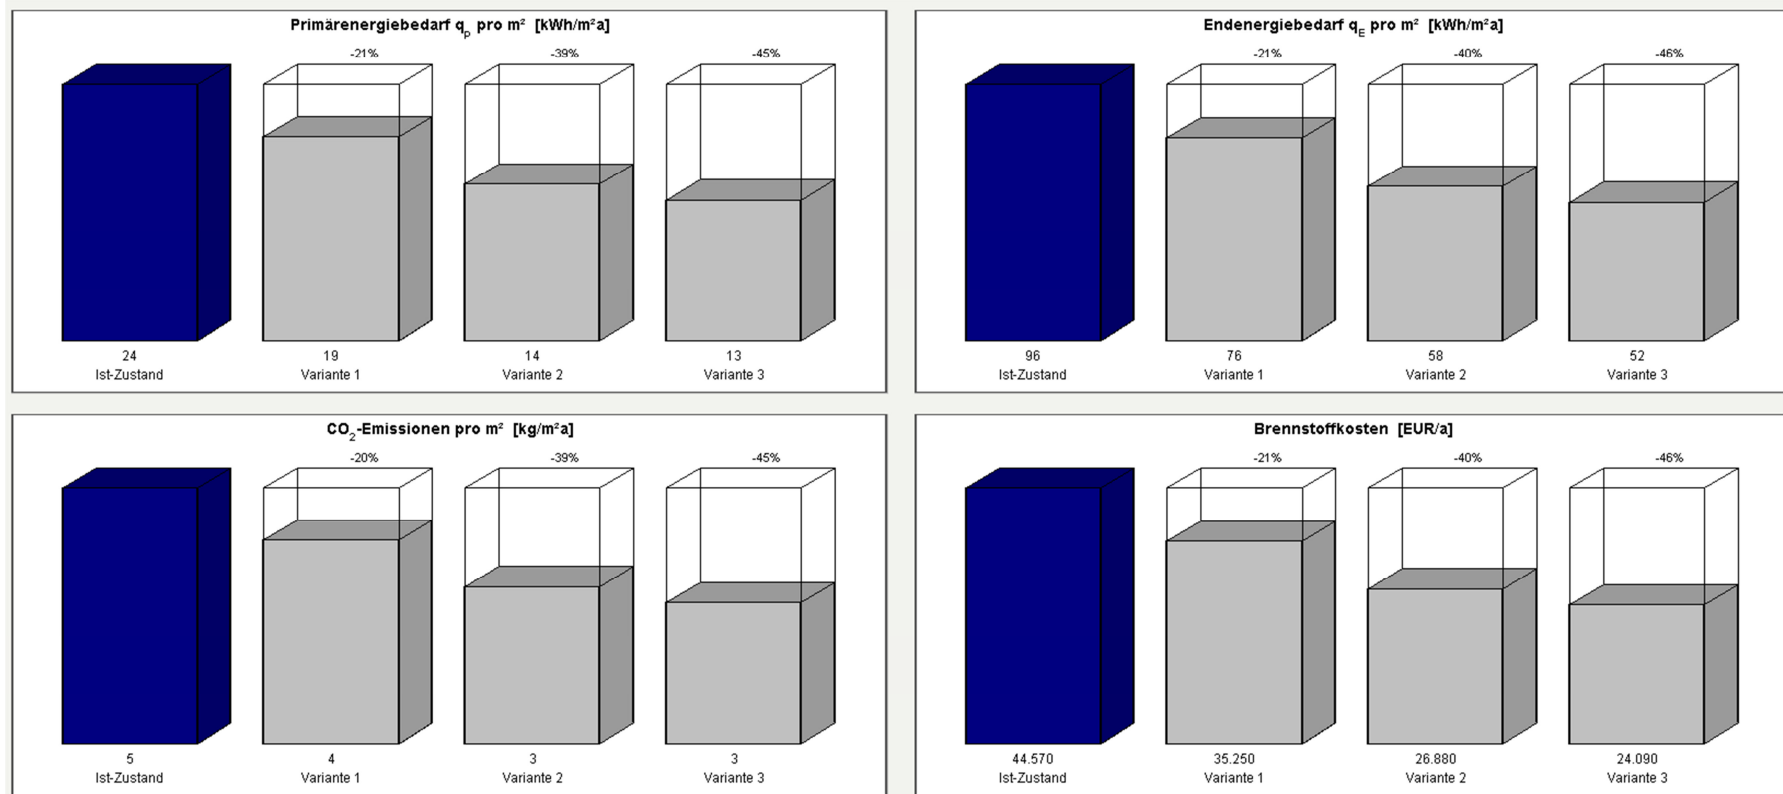 Primärenergiebedarf qp pro m² [kWh/m²a]
-21%
-39%
-45%
24
19
14
13
Ist-Zustand
Variante 1
Variante 2
Variante 3
Endenergiebedarf qE pro m² [kWh/m²a]
-21%
-40%
-46%
96
76
58
52
Ist-Zustand
Variante 1
Variante 2
Variante 3
CO2-Emissionen pro m² [kg/m²a]
-20%
-39%
-45%
5
4
3
3
Ist-Zustand
Variante 1
Variante 2
Variante 3
Brennstoffkosten [EUR/a]
-21%
-40%
-46%
44.570
35.250
26.880
24.090
Ist-Zustand
Variante 1
Variante 2
Variante 3